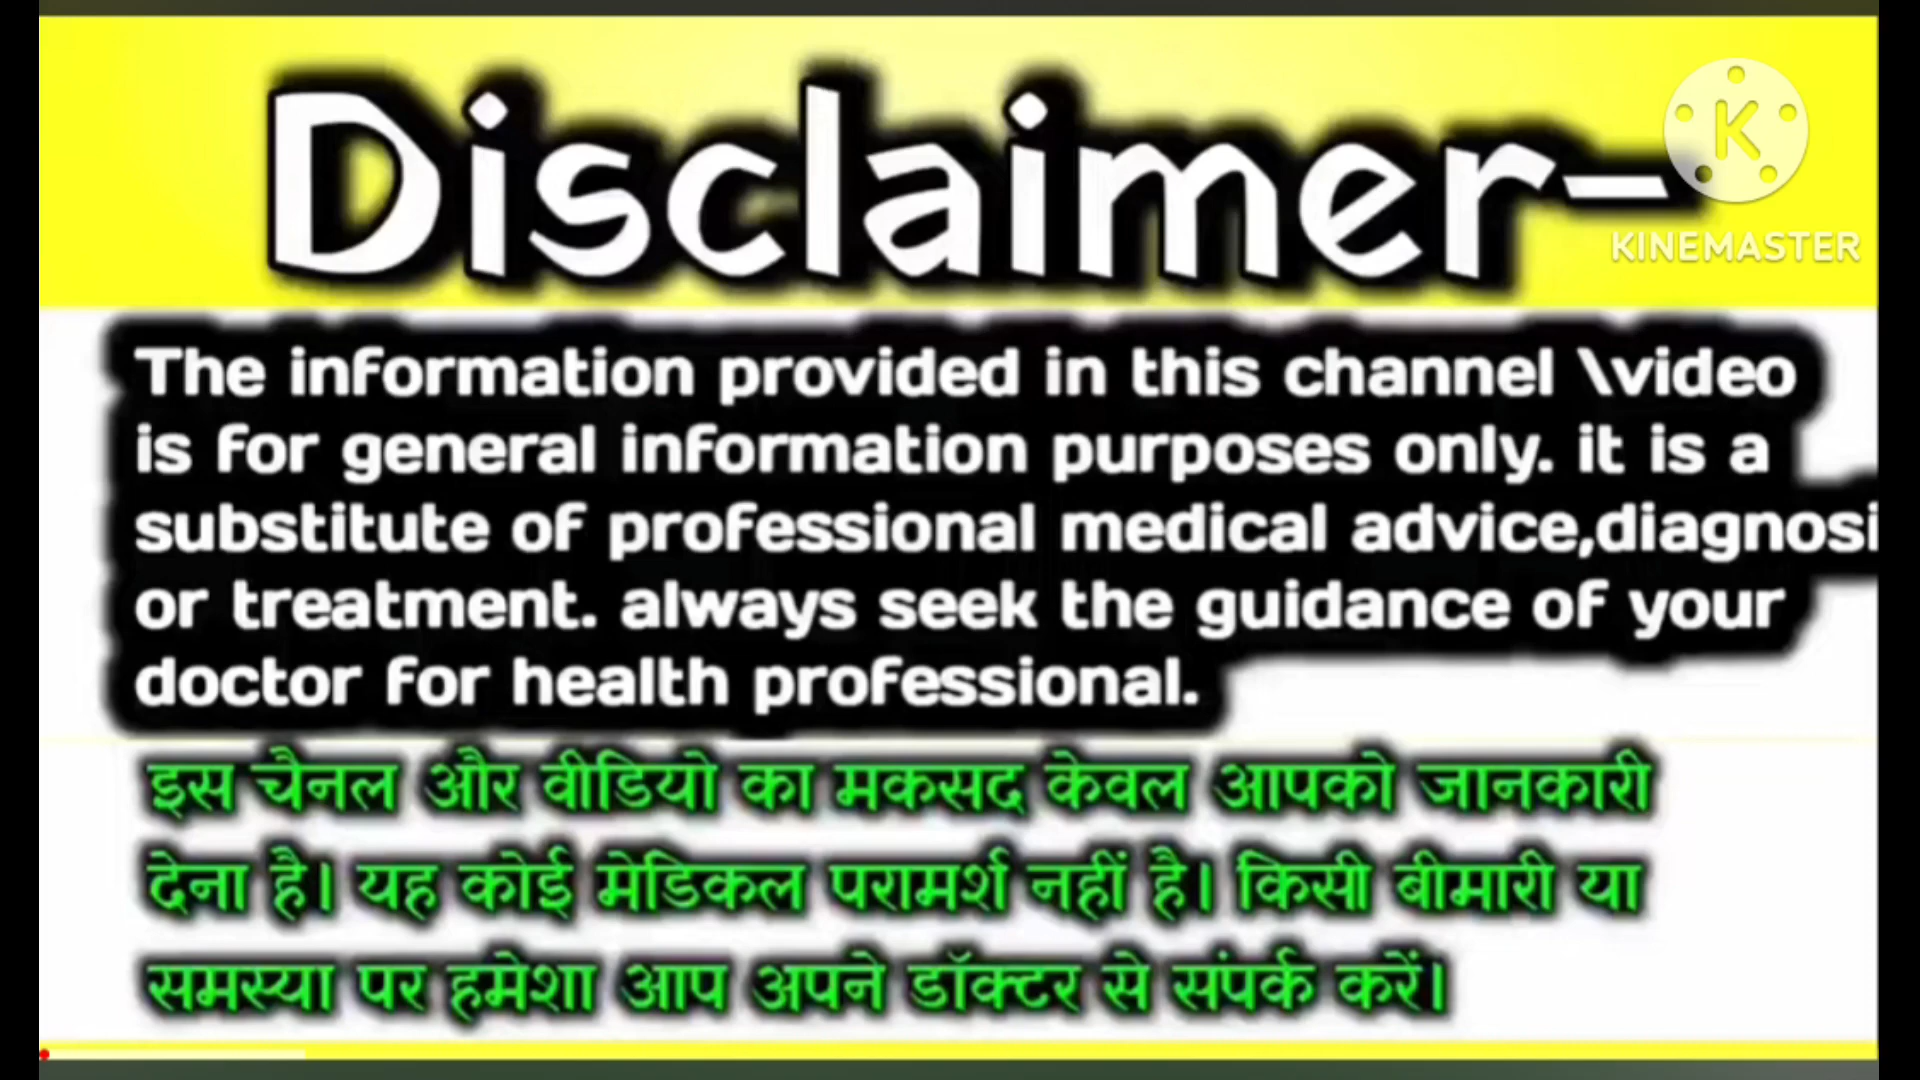 Disclaimer-
KINEMASTER
The information provided in this channel \video
is for general information purposes only. it is a
substitute of professional medical advice,diagnosi
or treatment. always seek the guidance of your
doctor for health professional.
इस चैनल और वीडियो का मकसद केवल आपको जानकारी
देना है। यह कोई मेडिकल परामर्श नहीं है। किसी बीमारी या
समस्या पर हमेशा आप अपने डॉक्टर से संपर्क करें।